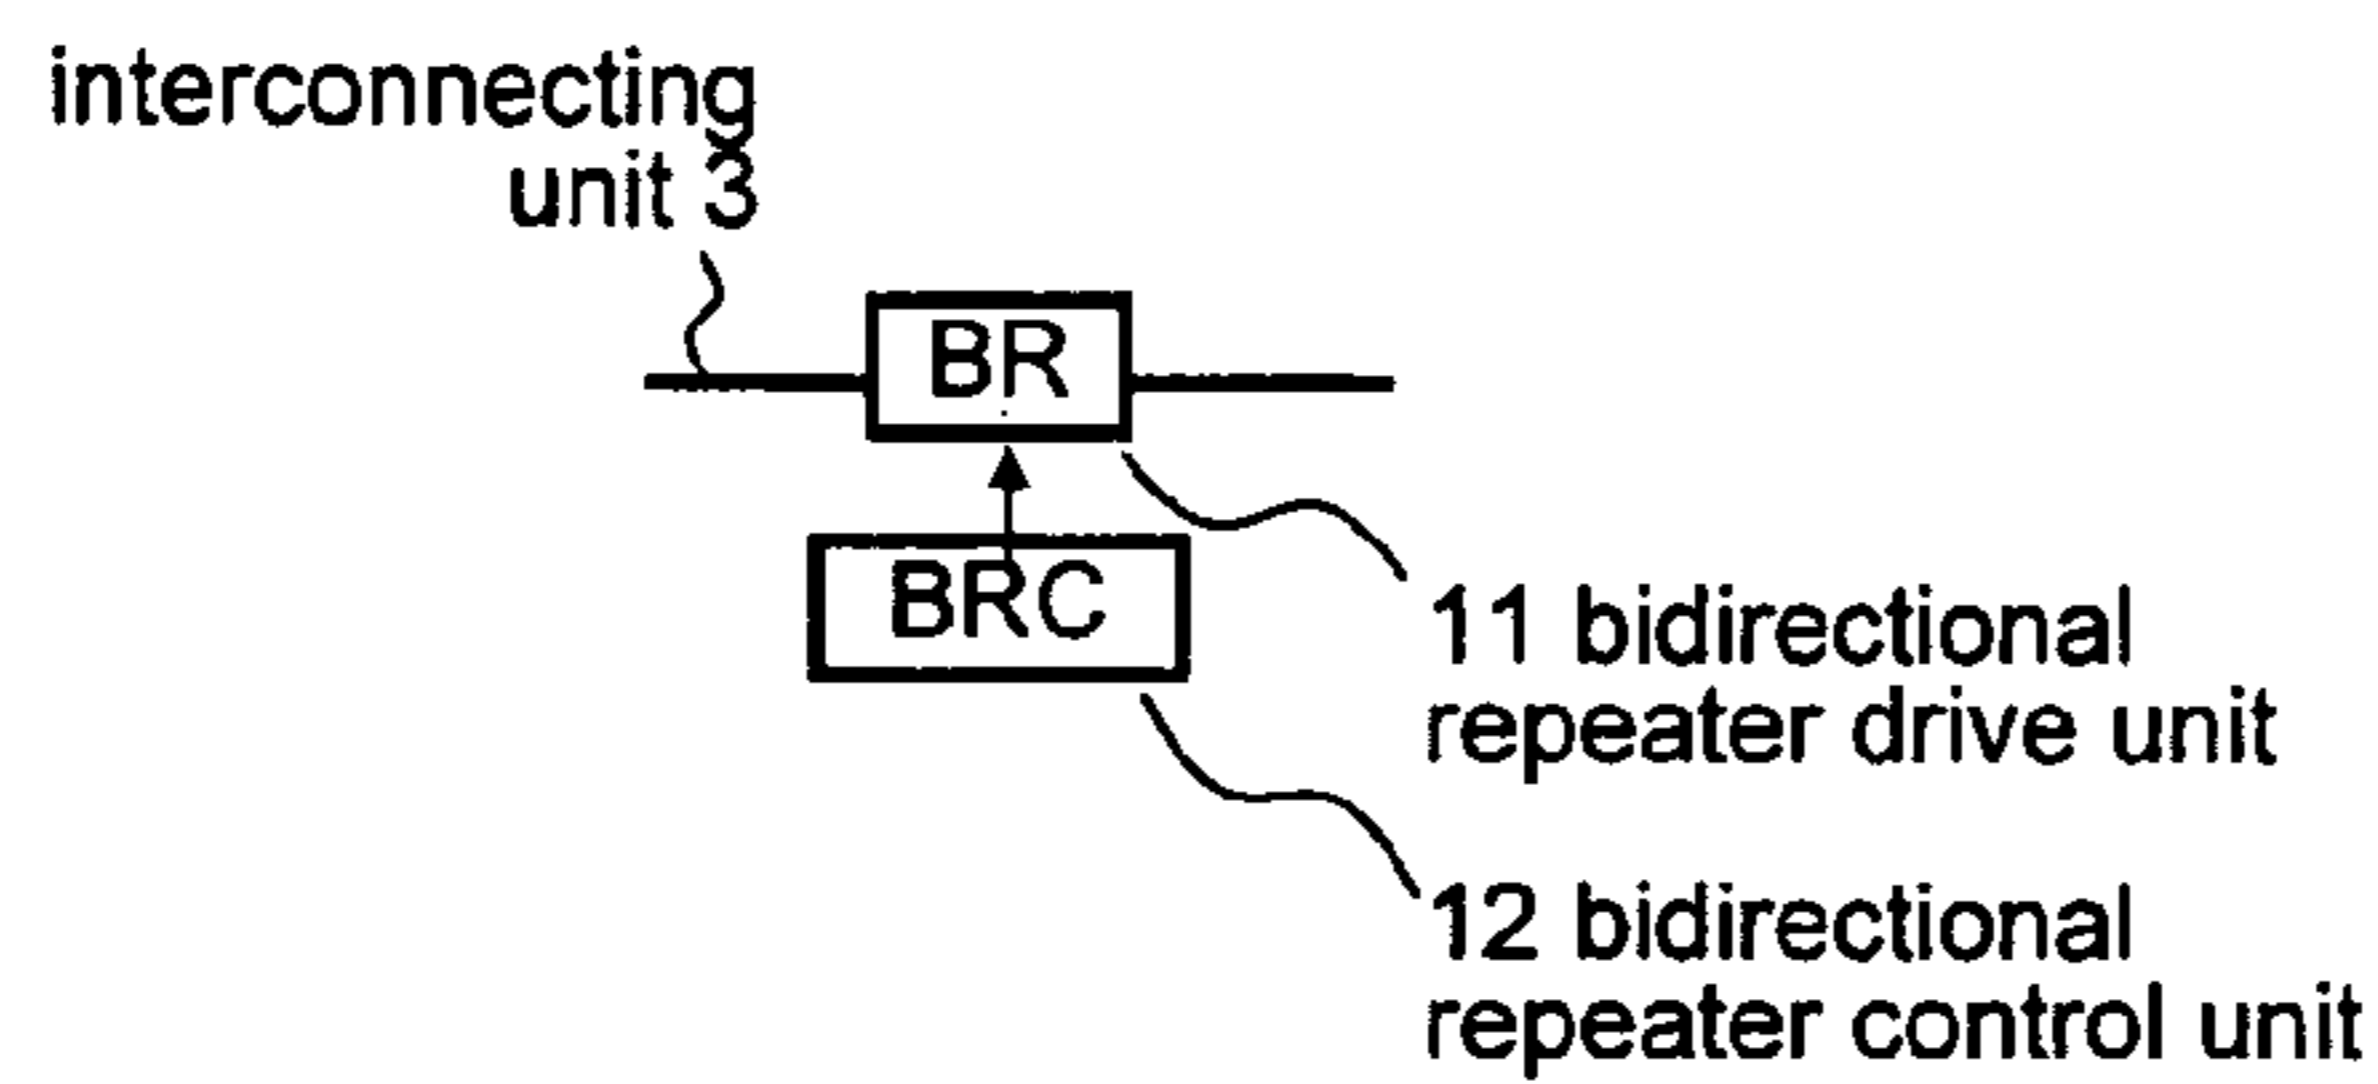 interconnecting
unit 3
BR
BRC
11 bidirectional
repeater drive unit
12 bidirectional
repeater control unit